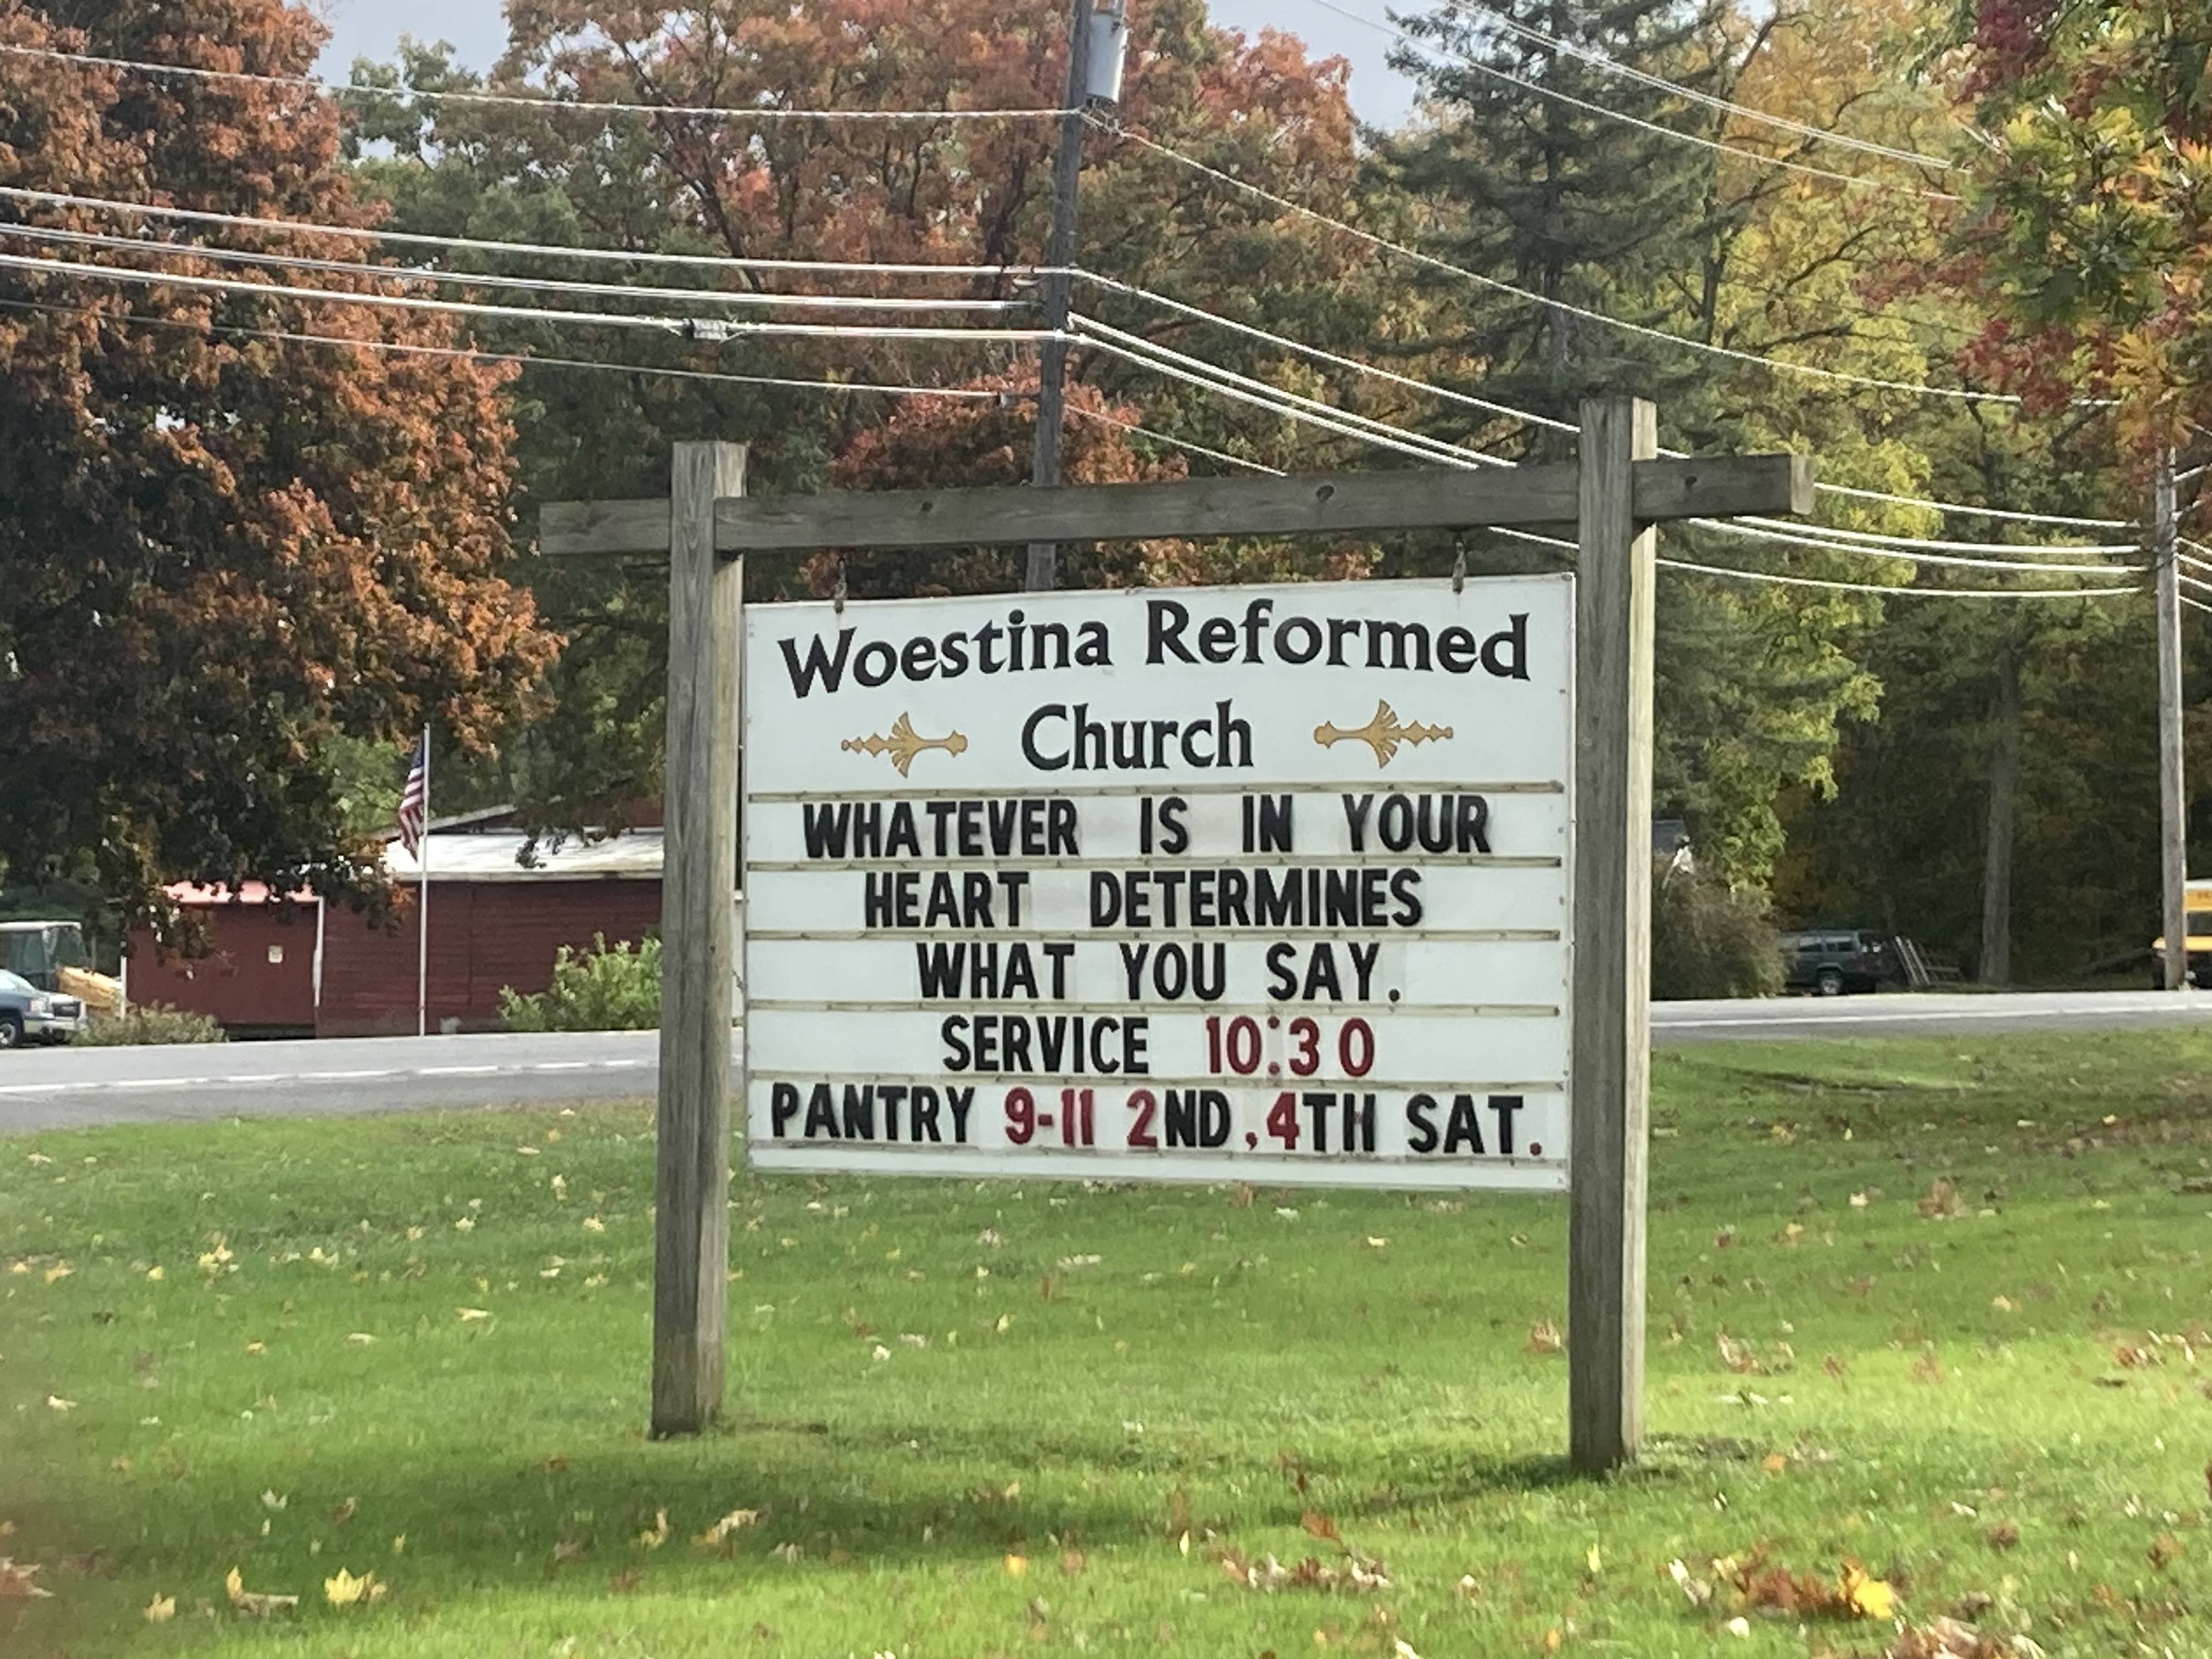 Woestina Reformed
Church
WHATEVER IS IN YOUR
HEART DETERMINES
WHAT YOU SAY.
SERVICE 10:30
PANTRY 9-11 2ND, 4TH SAT.